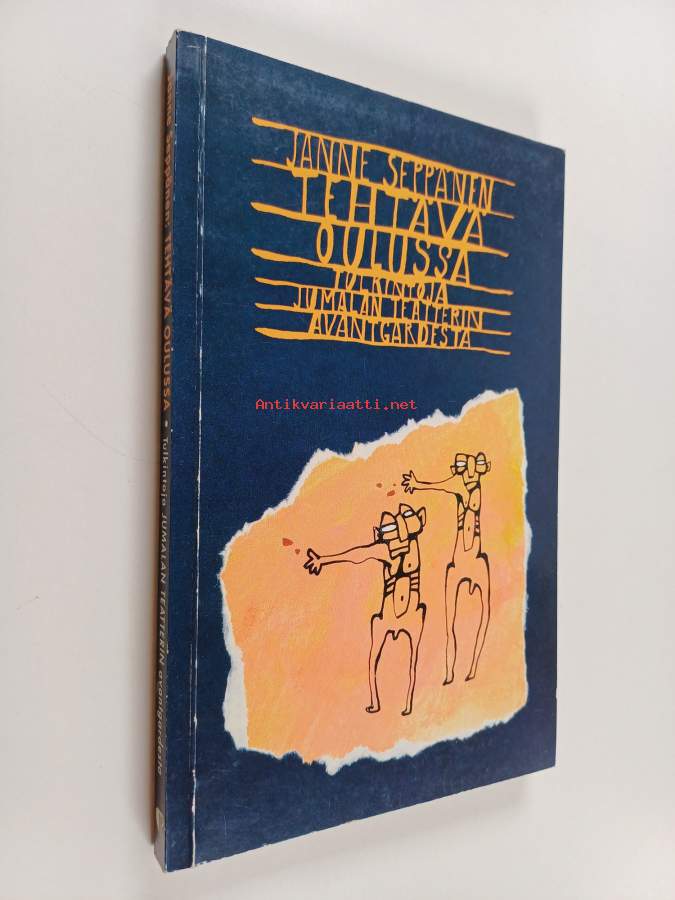 JANNE SEPPÄNEN
TEHTÄVÄ
OULUSSA
TULKINTOJA
JUMALAN TEATTERIN
AVANTGARDESTA
Antikvariaatti.net
Janne Seppänen: TEHTÄVÄ OULUSSA • Tulkintoja JUMALAN TEATTERIN avantgardesta